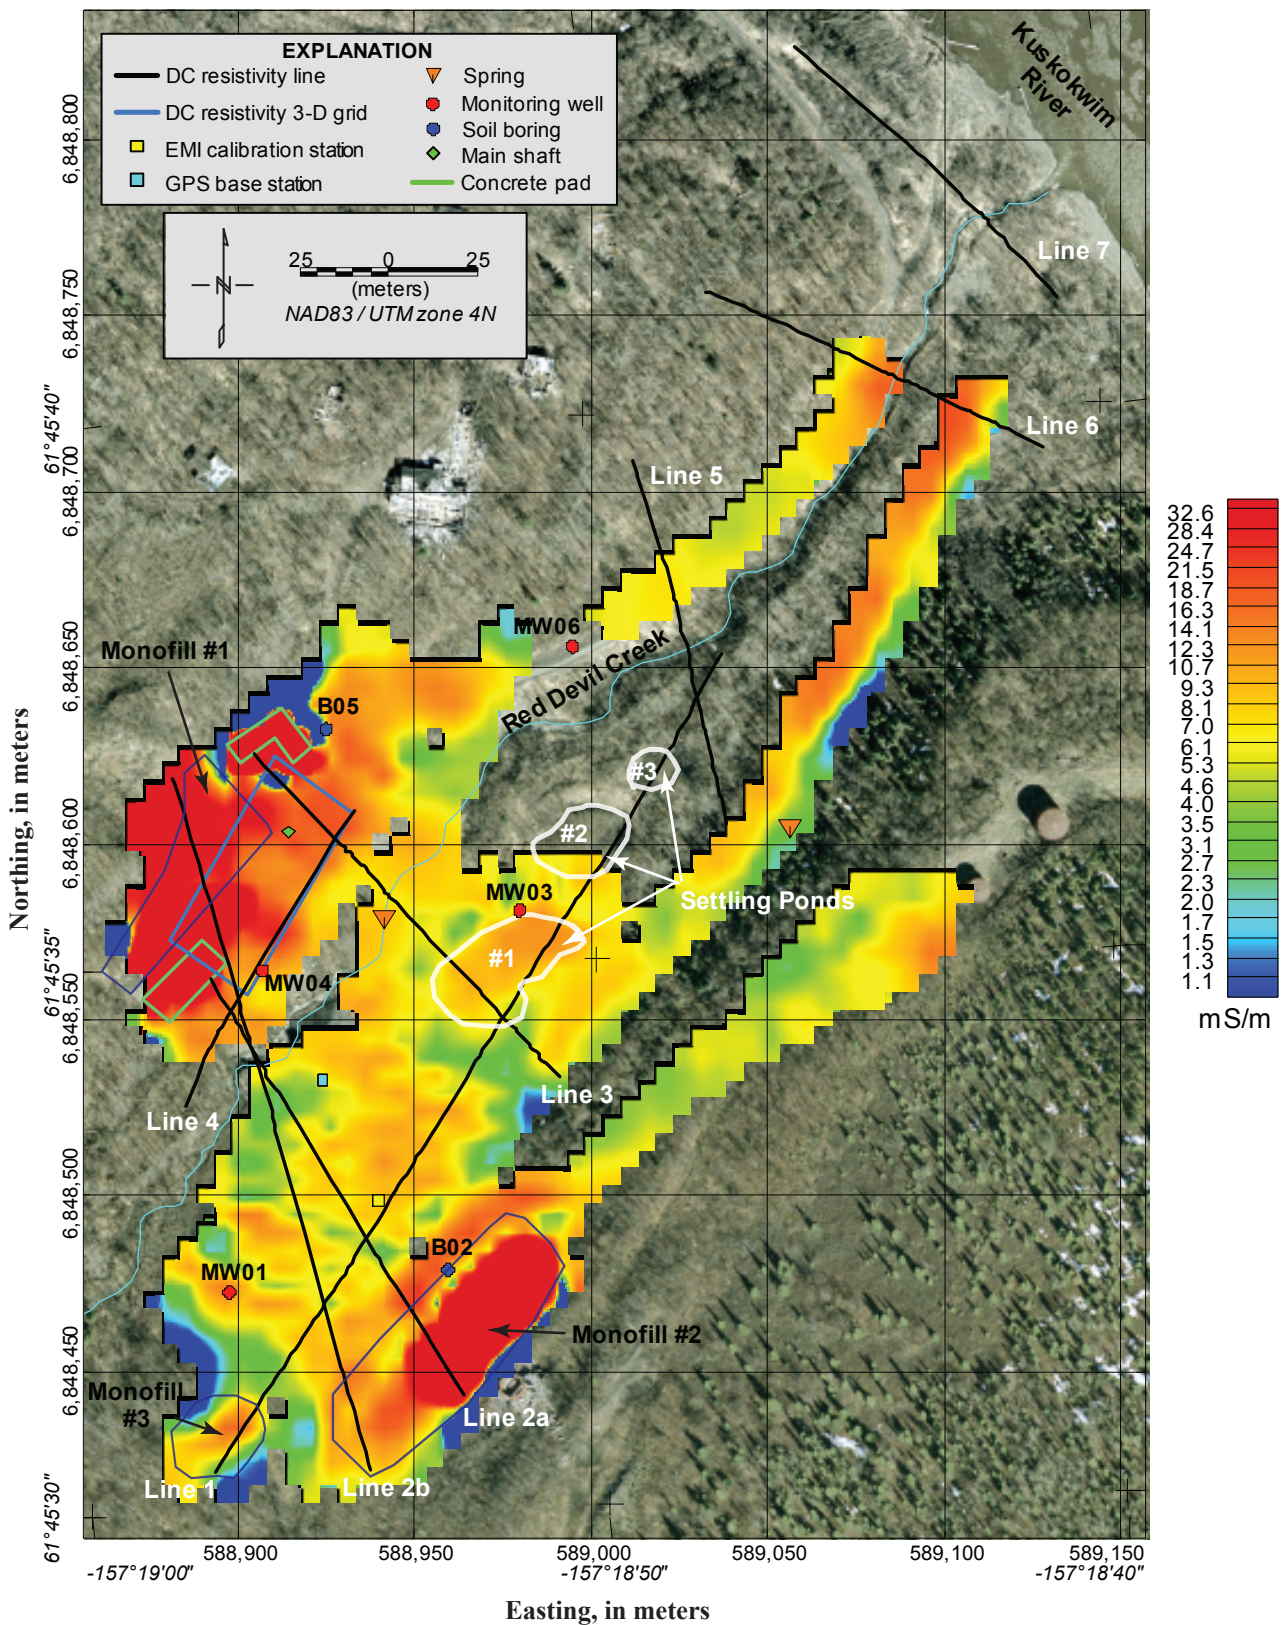 EXPLANATION
DC resistivity line
DC resistivity 3-D grid
EMI calibration station
GPS base station
Spring
Monitoring well
Soil boring
Main shaft
Concrete pad
N
25 0 25
(meters)
NAD83 / UTM zone 4N
Kuskokwim
River
Line 7
Line 6
Line 5
MW06
Red Devil Creek
Monofill #1
B05
#3
#2
MW03
Settling Ponds
#1
MW04
Line 3
Line 4
B02
MW01
Monofill #2
Monofill
#3
Line 2a
Line 1
Line 2b
32.6
28.4
24.7
21.5
18.7
16.3
14.1
12.3
10.7
9.3
8.1
7.0
6.1
5.3
4.6
4.0
3.5
3.1
2.7
2.3
2.0
1.7
1.5
1.3
1.1
mS/m
6,848,800
6,848,750
6,848,700
6,848,650
6,848,600
6,848,550
6,848,500
6,848,450
61°45'40"
61°45'35"
61°45'30"
Northing, in meters
588,900
588,950
589,000
589,050
589,100
589,150
-157°19'00"
-157°18'50"
-157°18'40"
Easting, in meters